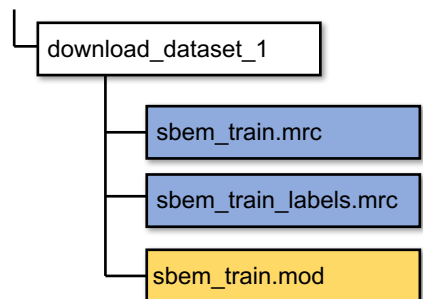 download_dataset_1
sbem_train.mrc
sbem_train_labels.mrc
sbem_train.mod